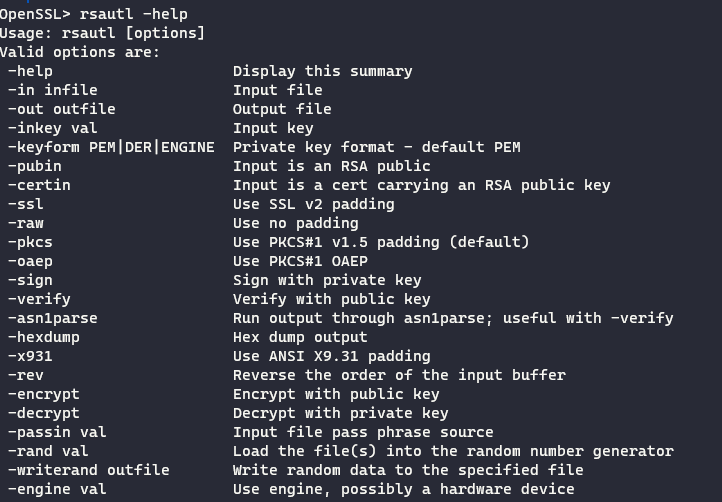 OpenSSL> rsautl -help
Usage: rsautl [options]
Valid options are:
 -help                    Display this summary
 -in infile               Input file
 -out outfile             Output file
 -inkey val               Input key
 -keyform PEM|DER|ENGINE  Private key format - default PEM
 -pubin                   Input is an RSA public
 -certin                  Input is a cert carrying an RSA public key
 -ssl                     Use SSL v2 padding
 -raw                     Use no padding
 -pkcs                    Use PKCS#1 v1.5 padding (default)
 -oaep                    Use PKCS#1 OAEP
 -sign                    Sign with private key
 -verify                  Verify with public key
 -asn1parse               Run output through asn1parse; useful with -verify
 -hexdump                 Hex dump output
 -x931                    Use ANSI X9.31 padding
 -rev                     Reverse the order of the input buffer
 -encrypt                 Encrypt with public key
 -decrypt                 Decrypt with private key
 -passin val              Input file pass phrase source
 -rand val                Load the file(s) into the random number generator
 -writerand outfile       Write random data to the specified file
 -engine val              Use engine, possibly a hardware device